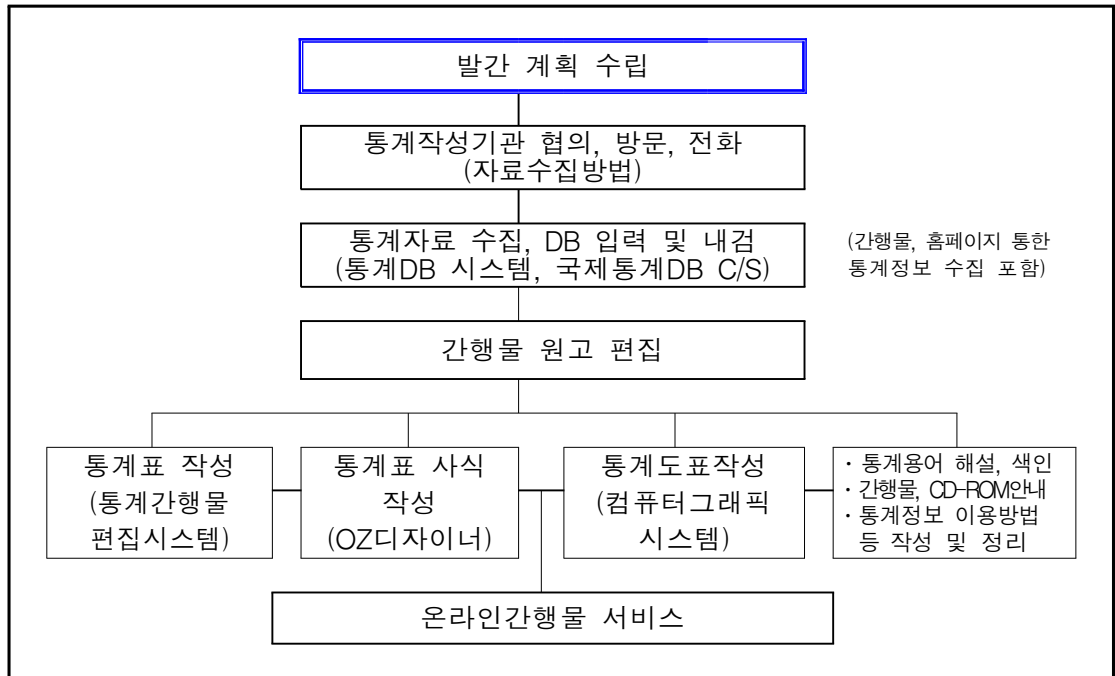 발간 계획 수립
통계작성기관 협의, 방문, 전화
(자료수집방법)
통계자료 수집, DB 입력 및 내검
(통계DB 시스템, 국제통계DB C/S)
(간행물, 홈페이지 통한
통계정보 수집 포함)
간행물 원고 편집
통계표 작성
(통계간행물
편집시스템)
통계표 사식
작성
(OZ디자이너)
통계도표작성
(컴퓨터그래픽
시스템)
· 통계용어 해설, 색인
· 간행물, CD-ROM안내
· 통계정보 이용방법
등 작성 및 정리
온라인간행물 서비스